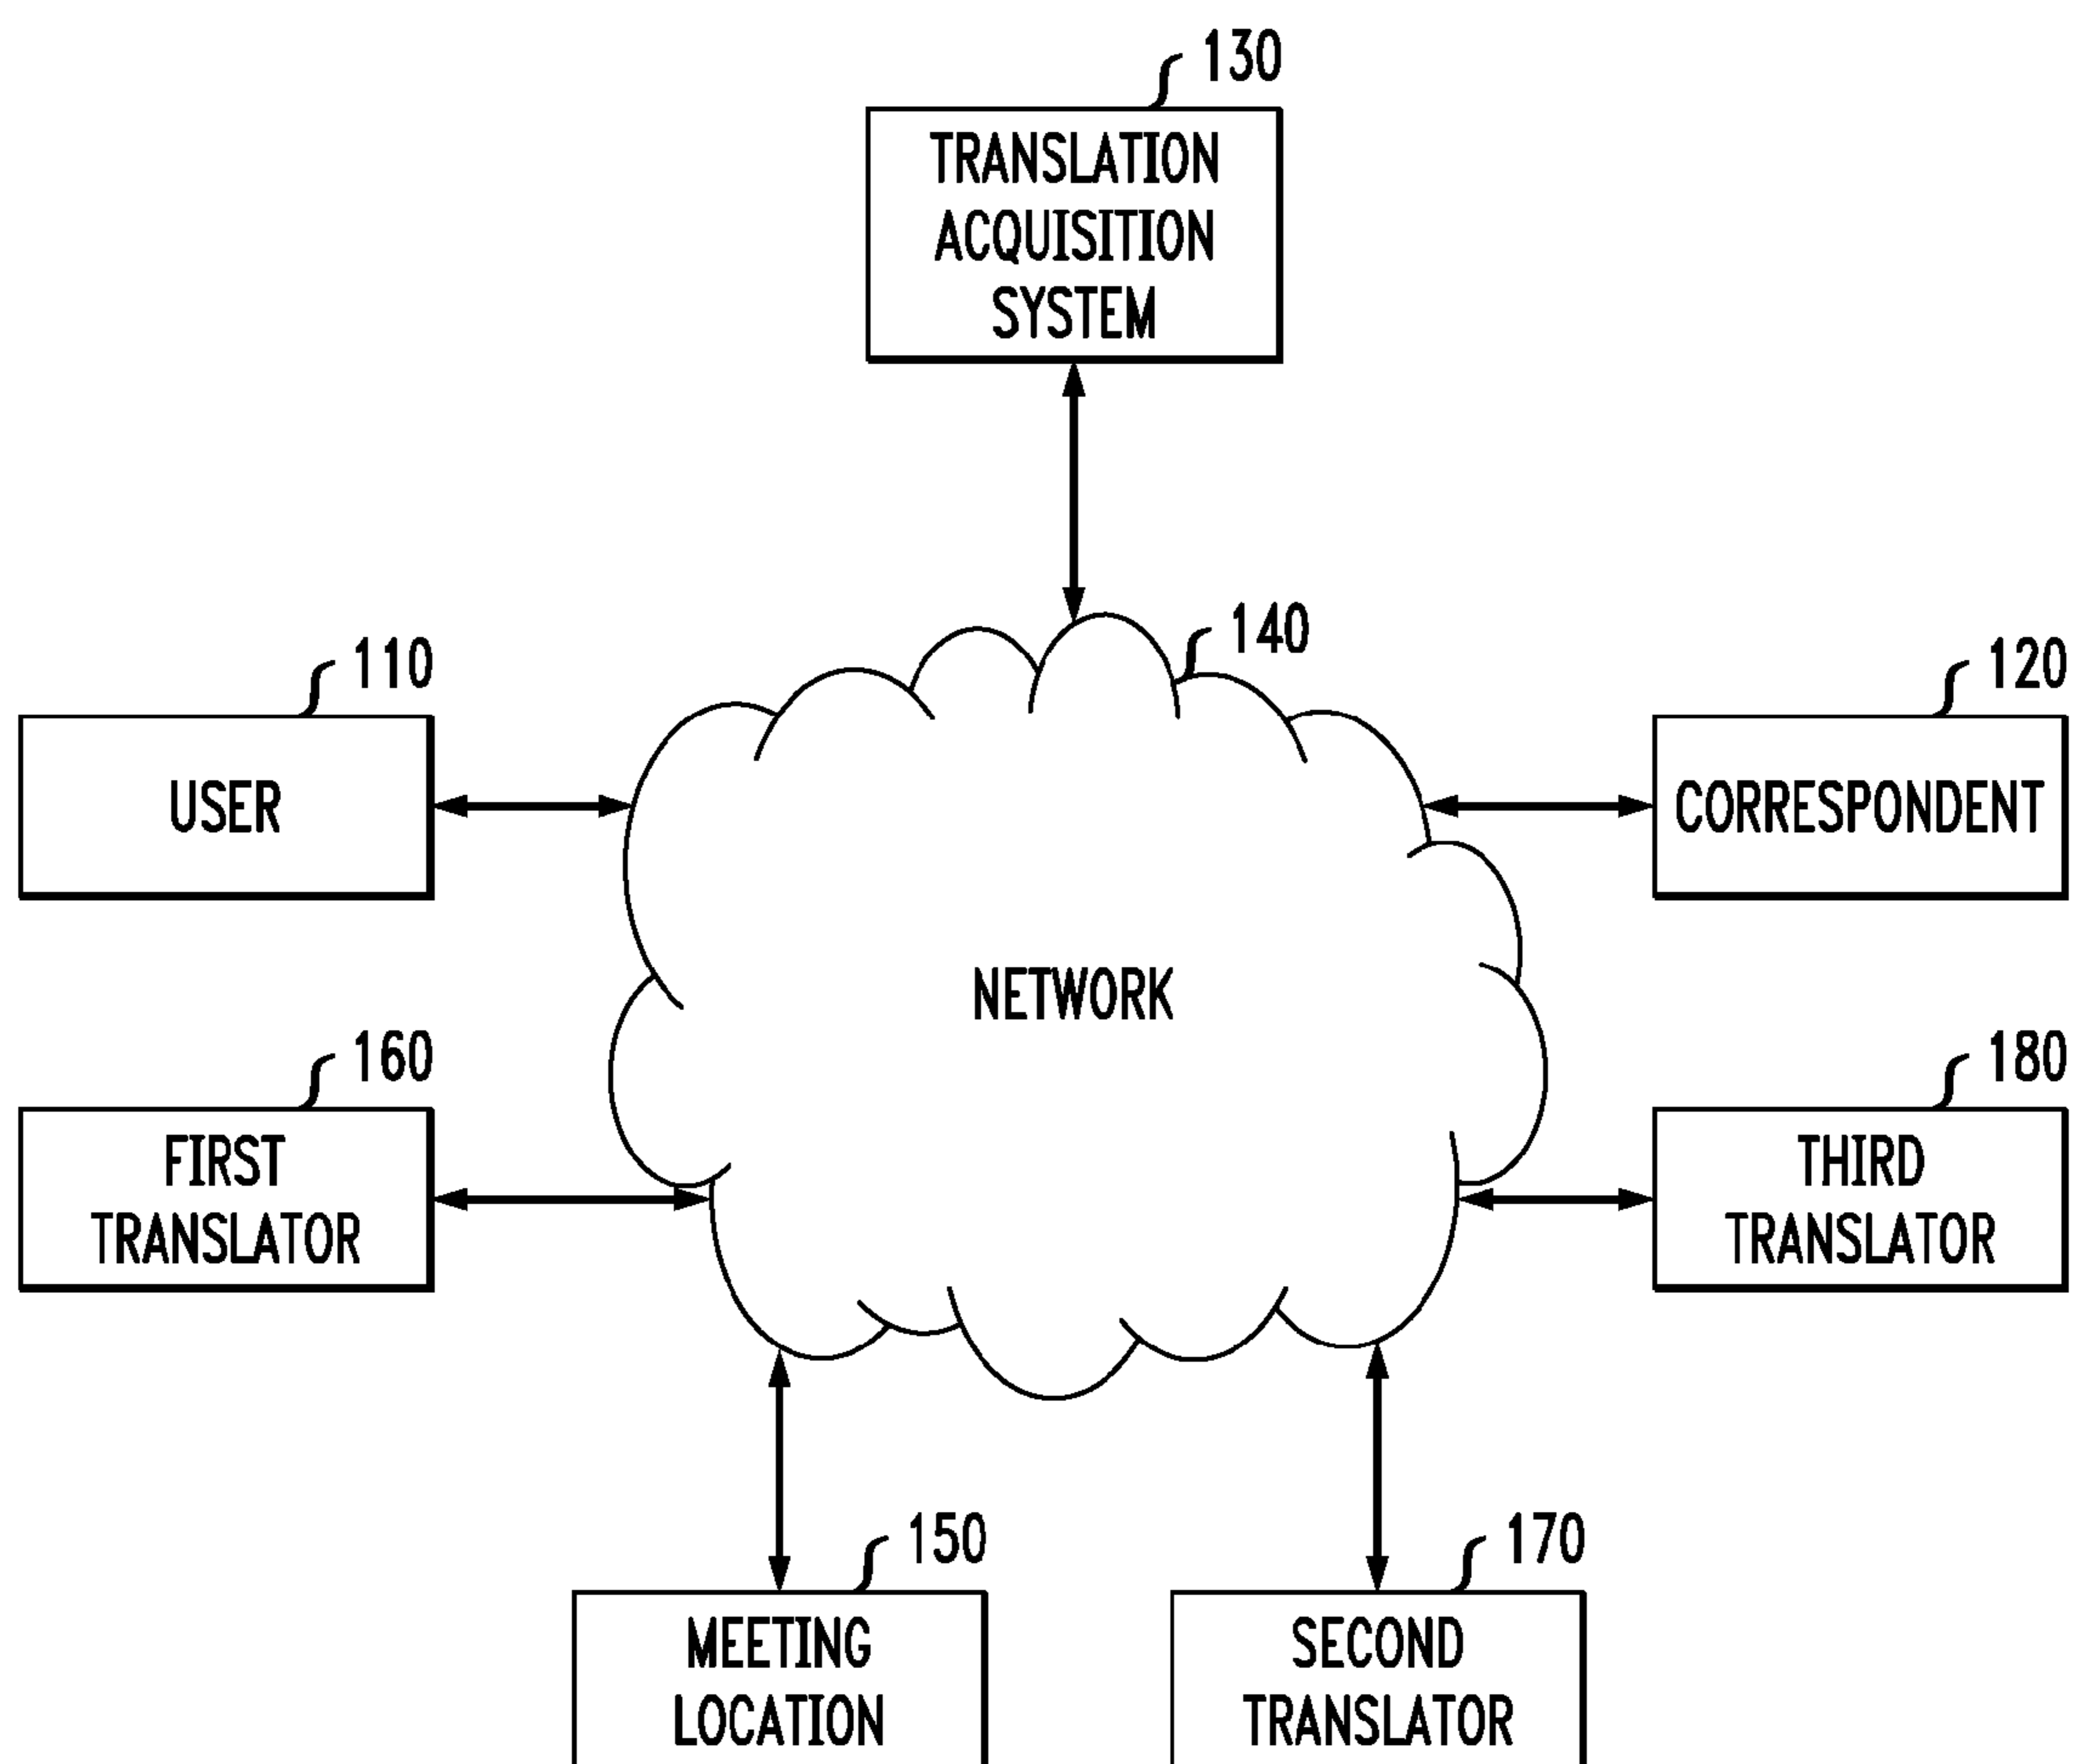 130
TRANSLATION
ACQUISITION
SYSTEM
140
110
USER
120
CORRESPONDENT
NETWORK
160
FIRST
TRANSLATOR
180
THIRD
TRANSLATOR
150
MEETING
LOCATION
170
SECOND
TRANSLATOR